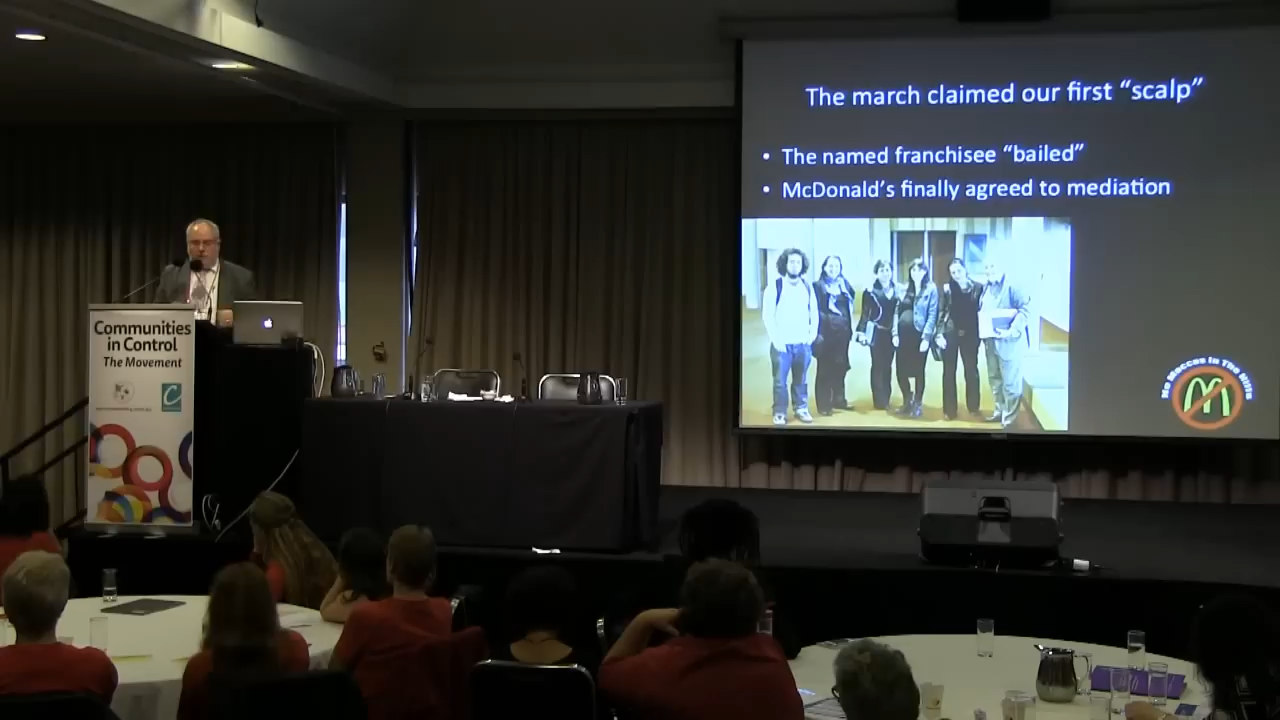 The march claimed our first “scalp”
• The named franchisee “bailed”
• McDonald’s finally agreed to mediation
No Maccas In The Hills
Communities
in Control
The Movement